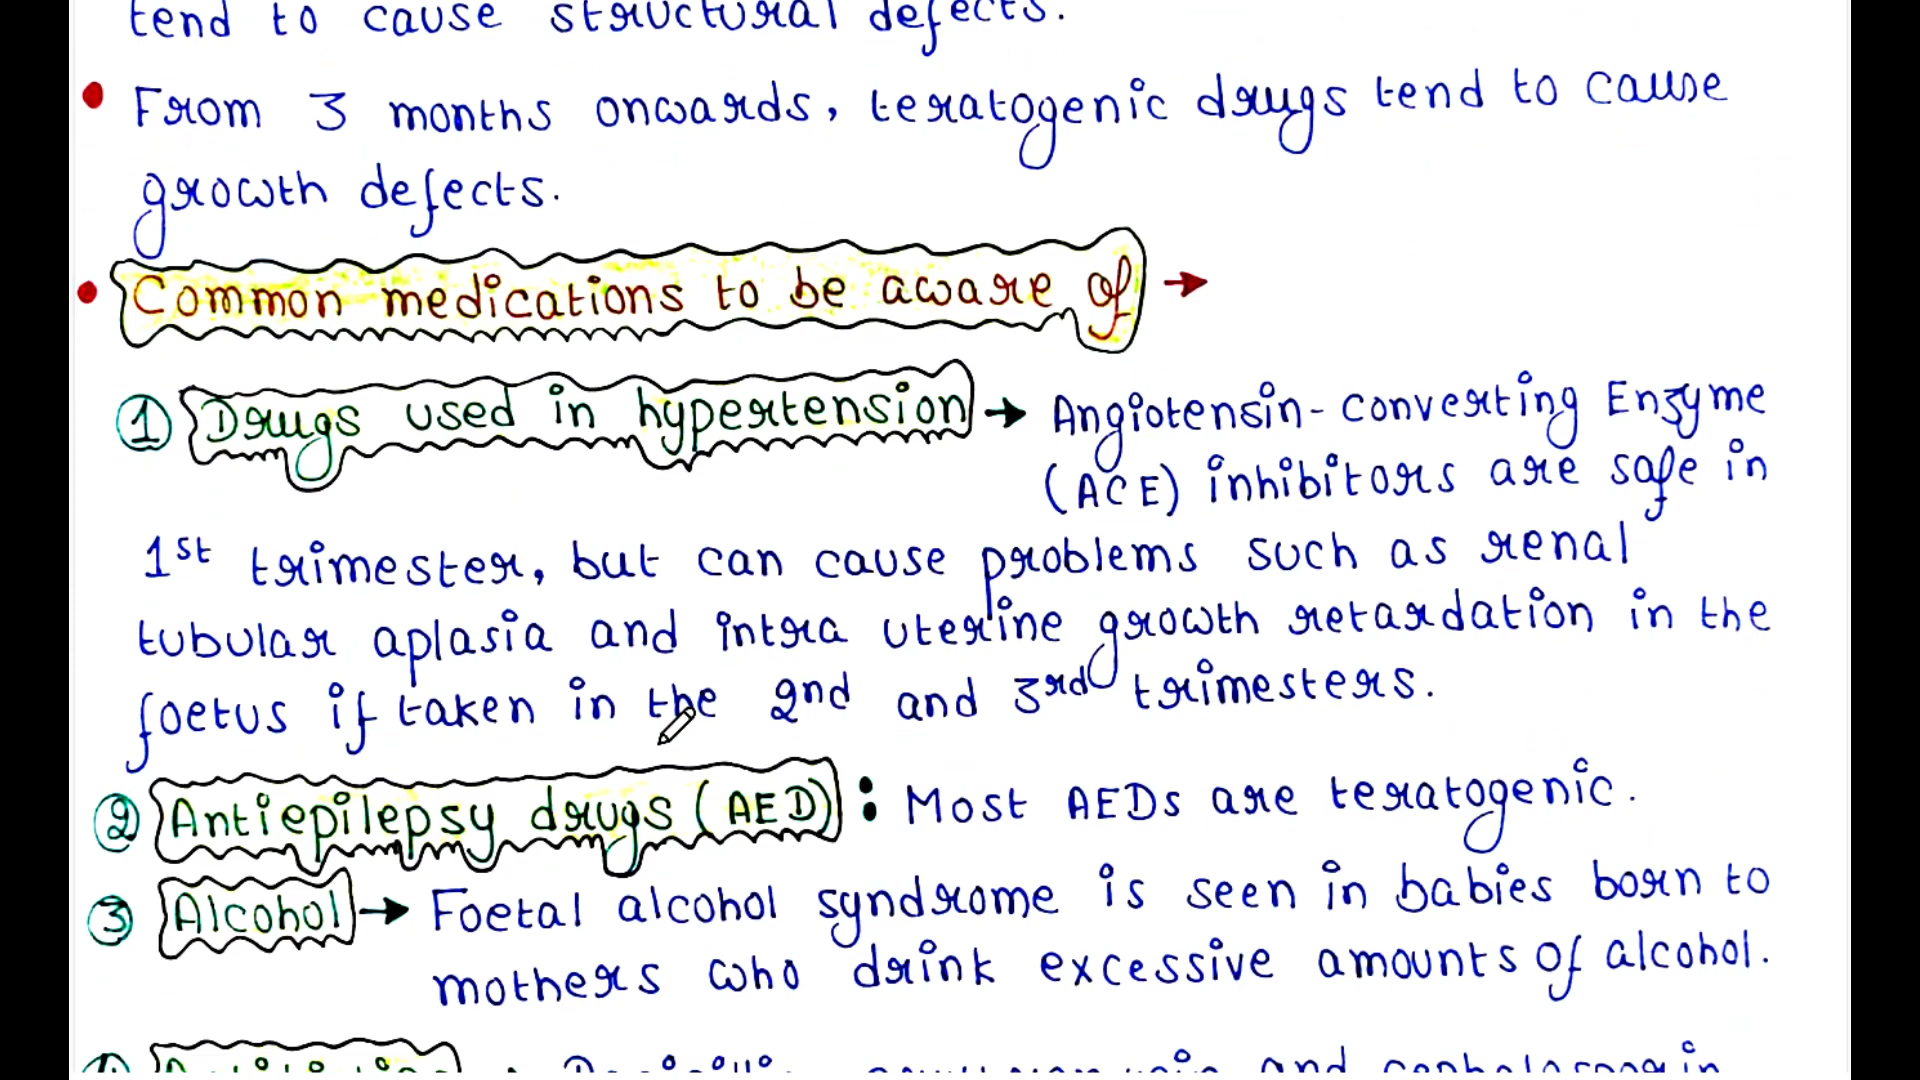 tend to cause structural defects.
• From 3 months onwards, teratogenic drugs tend to cause
growth defects.
• Common medications to be aware of →
① Drugs used in hypertension → Angiotensin-converting Enzyme
(ACE) inhibitors are safe in
1st trimester, but can cause problems such as renal
tubular aplasia and intra uterine growth retardation in the
foetus if taken in the 2nd and 3rd trimesters.
② Antiepilepsy drugs (AED) : Most AEDs are teratogenic.
③ Alcohol → Foetal alcohol syndrome is seen in babies born to
mothers who drink excessive amounts of alcohol.
and